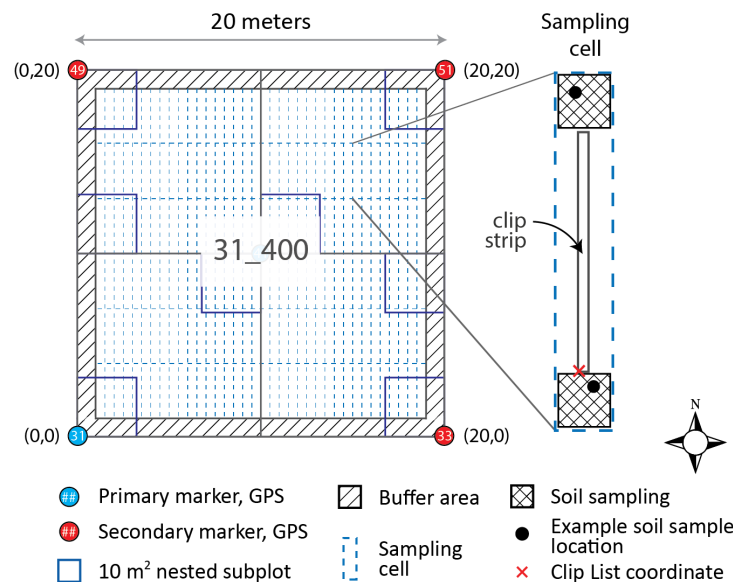 20 meters
Sampling
cell
(0,20) 49 51 (20,20)
clip
strip
31_400
N
(0,0) 31 33 (20,0)
## Primary marker, GPS
Buffer area
Soil sampling
## Secondary marker, GPS
Example soil sample
location
10 m² nested subplot
Sampling
cell
Clip List coordinate